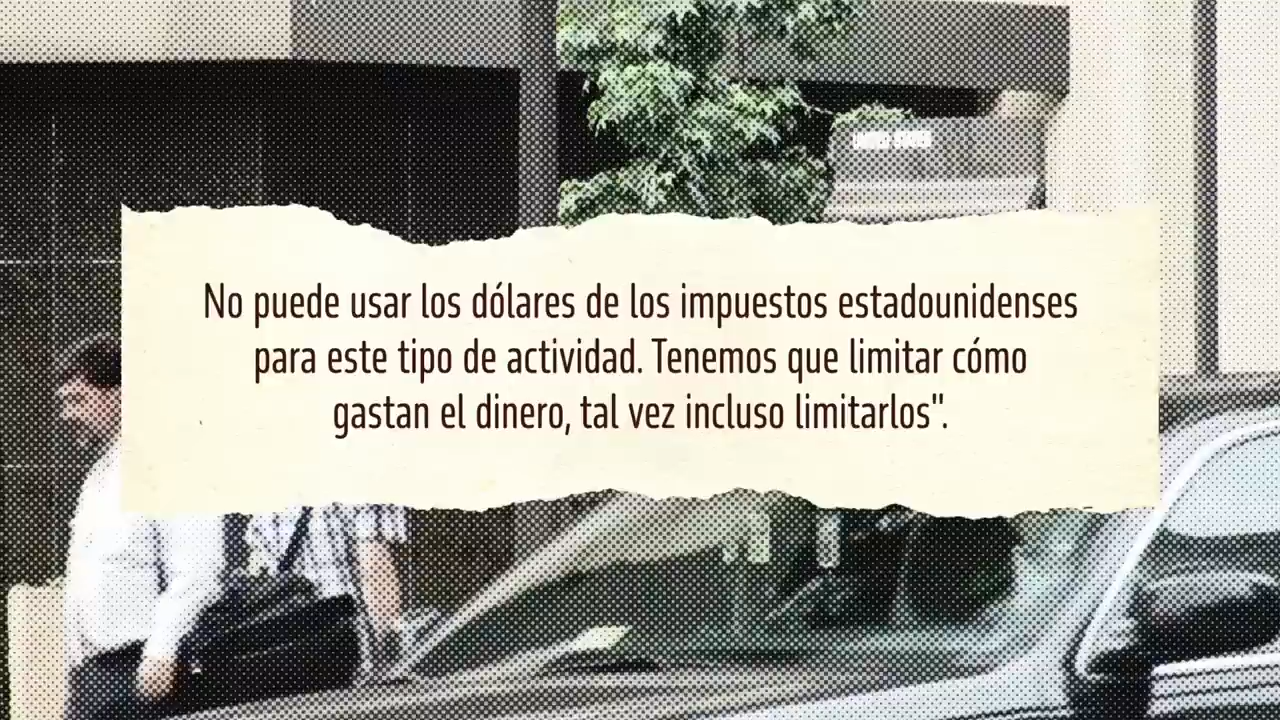 No puede usar los dólares de los impuestos estadounidenses
para este tipo de actividad. Tenemos que limitar cómo
gastan el dinero, tal vez incluso limitarlos".